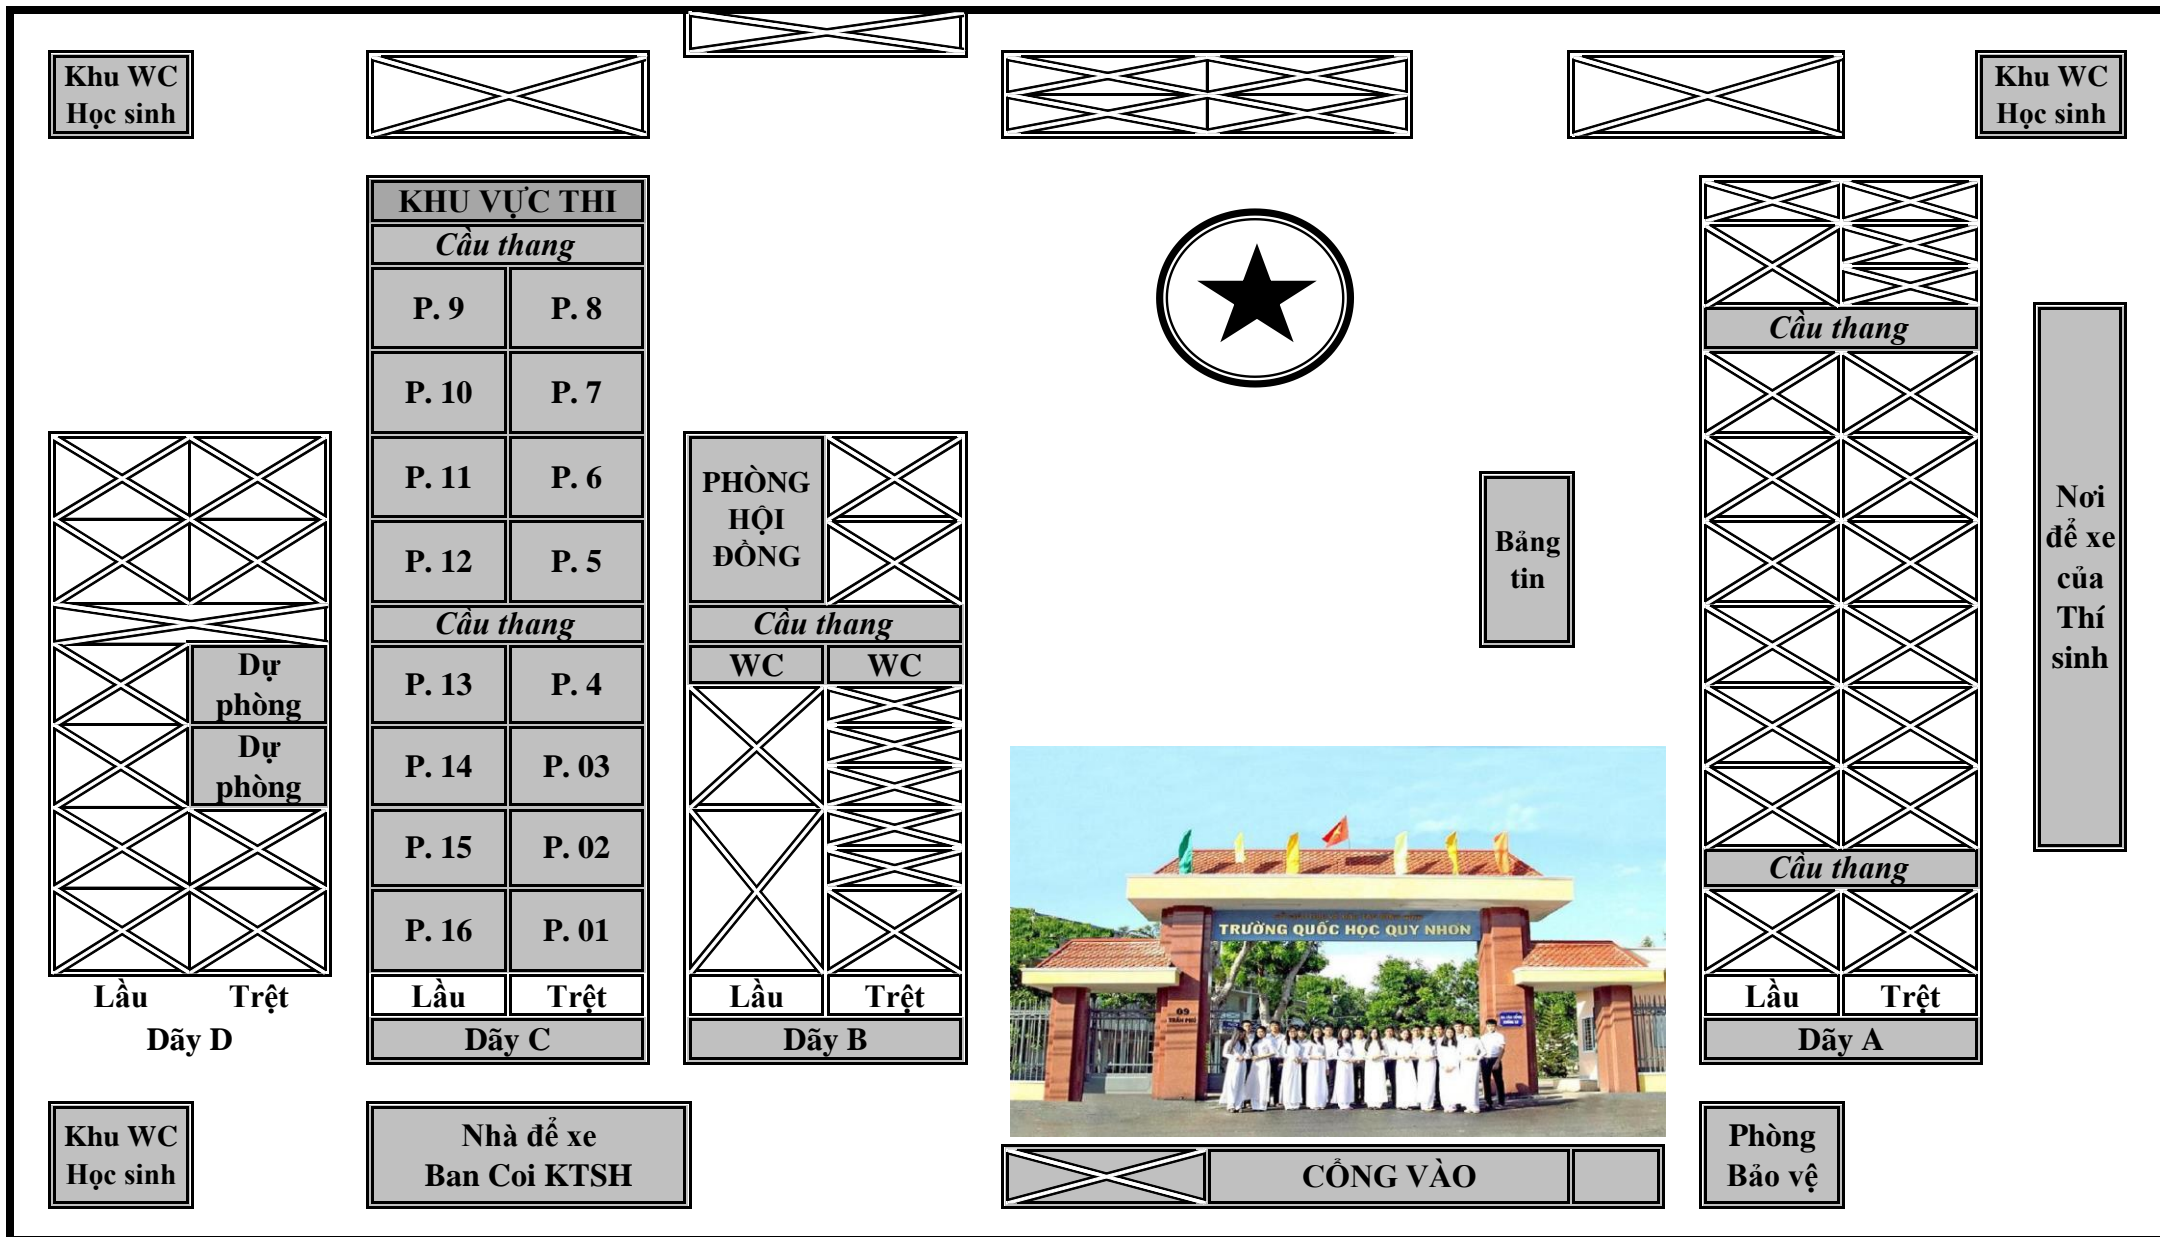 Khu WC
Học sinh
Khu WC
Học sinh
KHU VỰC THI
Cầu thang
P. 9
P. 8
P. 10
P. 7
P. 11
P. 6
P. 12
P. 5
Cầu thang
P. 13
P. 4
P. 14
P. 03
P. 15
P. 02
P. 16
P. 01
Lầu
Trệt
Dãy C
Dự
phòng
Dự
phòng
Lầu
Trệt
Dãy D
PHÒNG
HỘI
ĐỒNG
Cầu thang
WC
WC
Lầu
Trệt
Dãy B
Bảng
tin
Cầu thang
Cầu thang
Lầu
Trệt
Dãy A
Nơi
để xe
của
Thí
sinh
TRƯỜNG QUỐC HỌC QUY NHƠN
09
TRẦN PHÚ
Khu WC
Học sinh
Nhà để xe
Ban Coi KTSH
CỔNG VÀO
Phòng
Bảo vệ